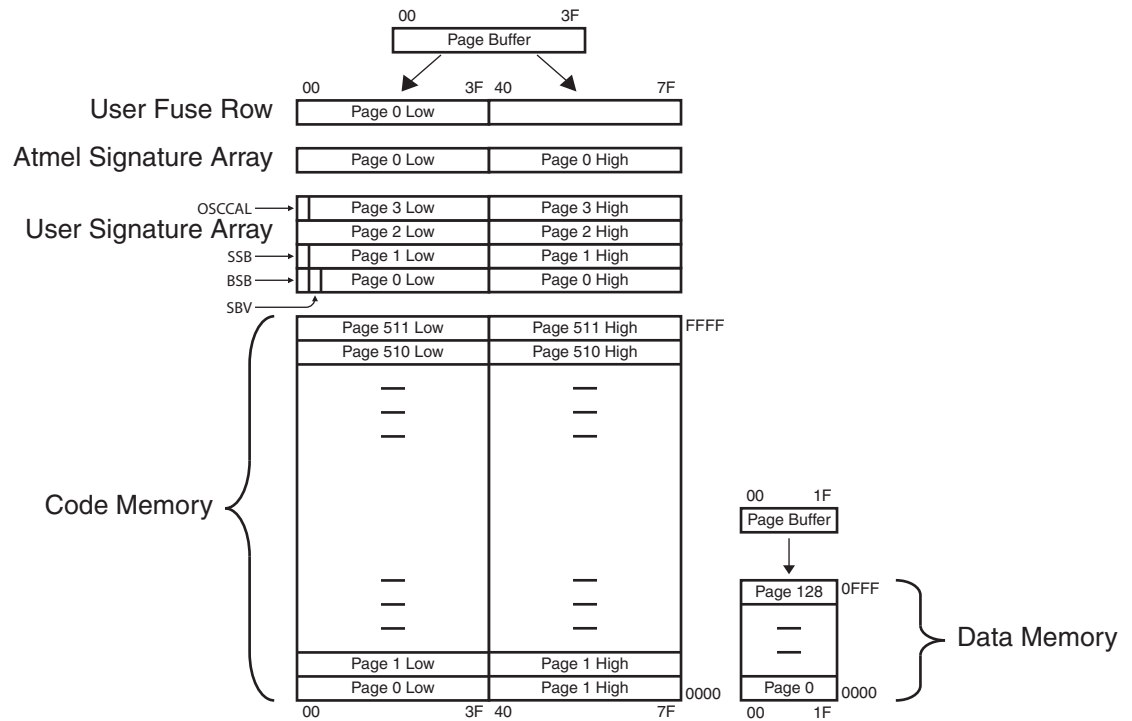 00 3F
Page Buffer
00 3F 40 7F
User Fuse Row Page 0 Low
Atmel Signature Array Page 0 Low Page 0 High
OSCCAL Page 3 Low Page 3 High
User Signature Array Page 2 Low Page 2 High
SSB Page 1 Low Page 1 High
BSB Page 0 Low Page 0 High
SBV
Page 511 Low Page 511 High FFFF
Page 510 Low Page 510 High
Code Memory
00 1F
Page Buffer
Page 128 0FFF
Data Memory
Page 1 Low Page 1 High
Page 0 Low Page 1 High 0000 Page 0 0000
00 3F 40 7F 00 1F